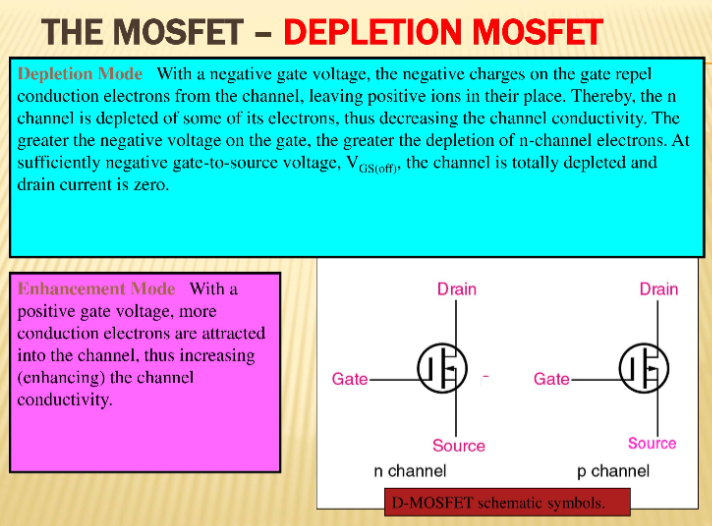 THE MOSFET – DEPLETION MOSFET
Depletion Mode With a negative gate voltage, the negative charges on the gate repel
conduction electrons from the channel, leaving positive ions in their place. Thereby, the n
channel is depleted of some of its electrons, thus decreasing the channel conductivity. The
greater the negative voltage on the gate, the greater the depletion of n-channel electrons. At
sufficiently negative gate-to-source voltage, VGS(off), the channel is totally depleted and
drain current is zero.
Enhancement Mode With a
positive gate voltage, more
conduction electrons are attracted
into the channel, thus increasing
(enhancing) the channel
conductivity.
Drain
Gate
Source
n channel
Drain
Gate
Source
p channel
D-MOSFET schematic symbols.